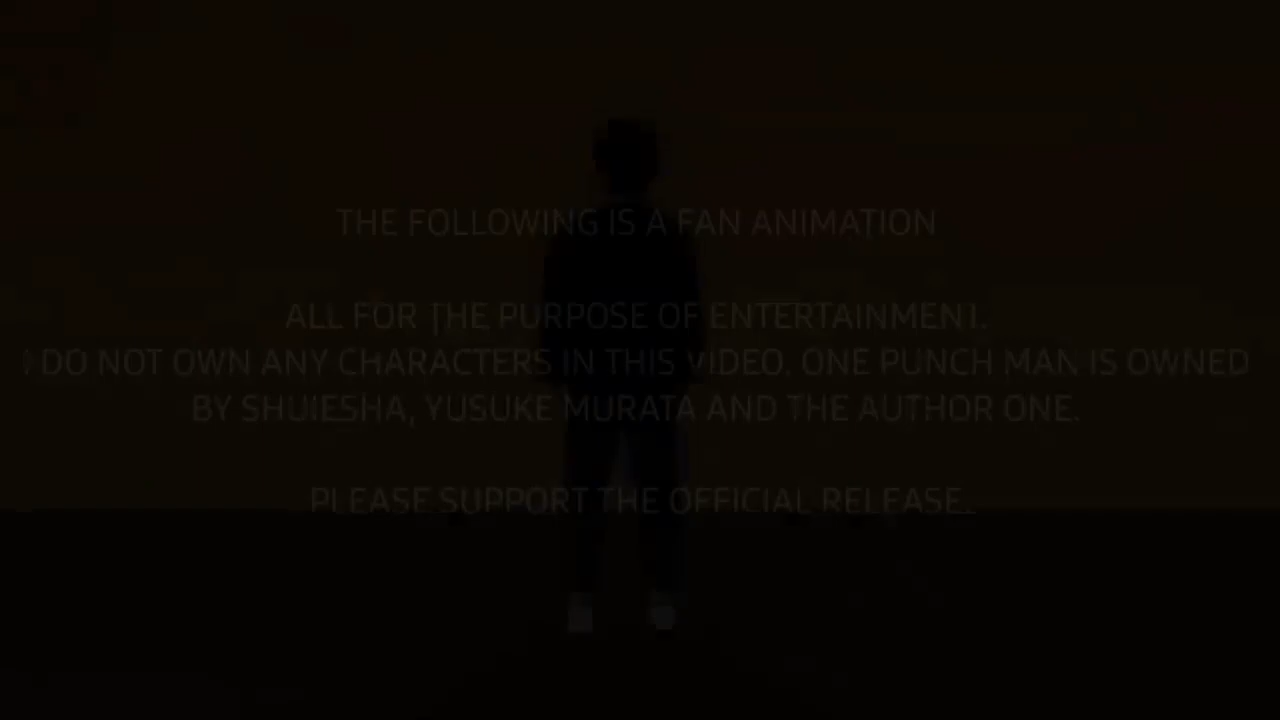 THE FOLLOWING IS A FAN ANIMATION
ALL FOR THE PURPOSE OF ENTERTAINMENT.
I DO NOT OWN ANY CHARACTERS IN THIS VIDEO. ONE PUNCH MAN IS OWNED
BY SHUIESHA, YUSUKE MURATA AND THE AUTHOR ONE.
PLEASE SUPPORT THE OFFICIAL RELEASE.